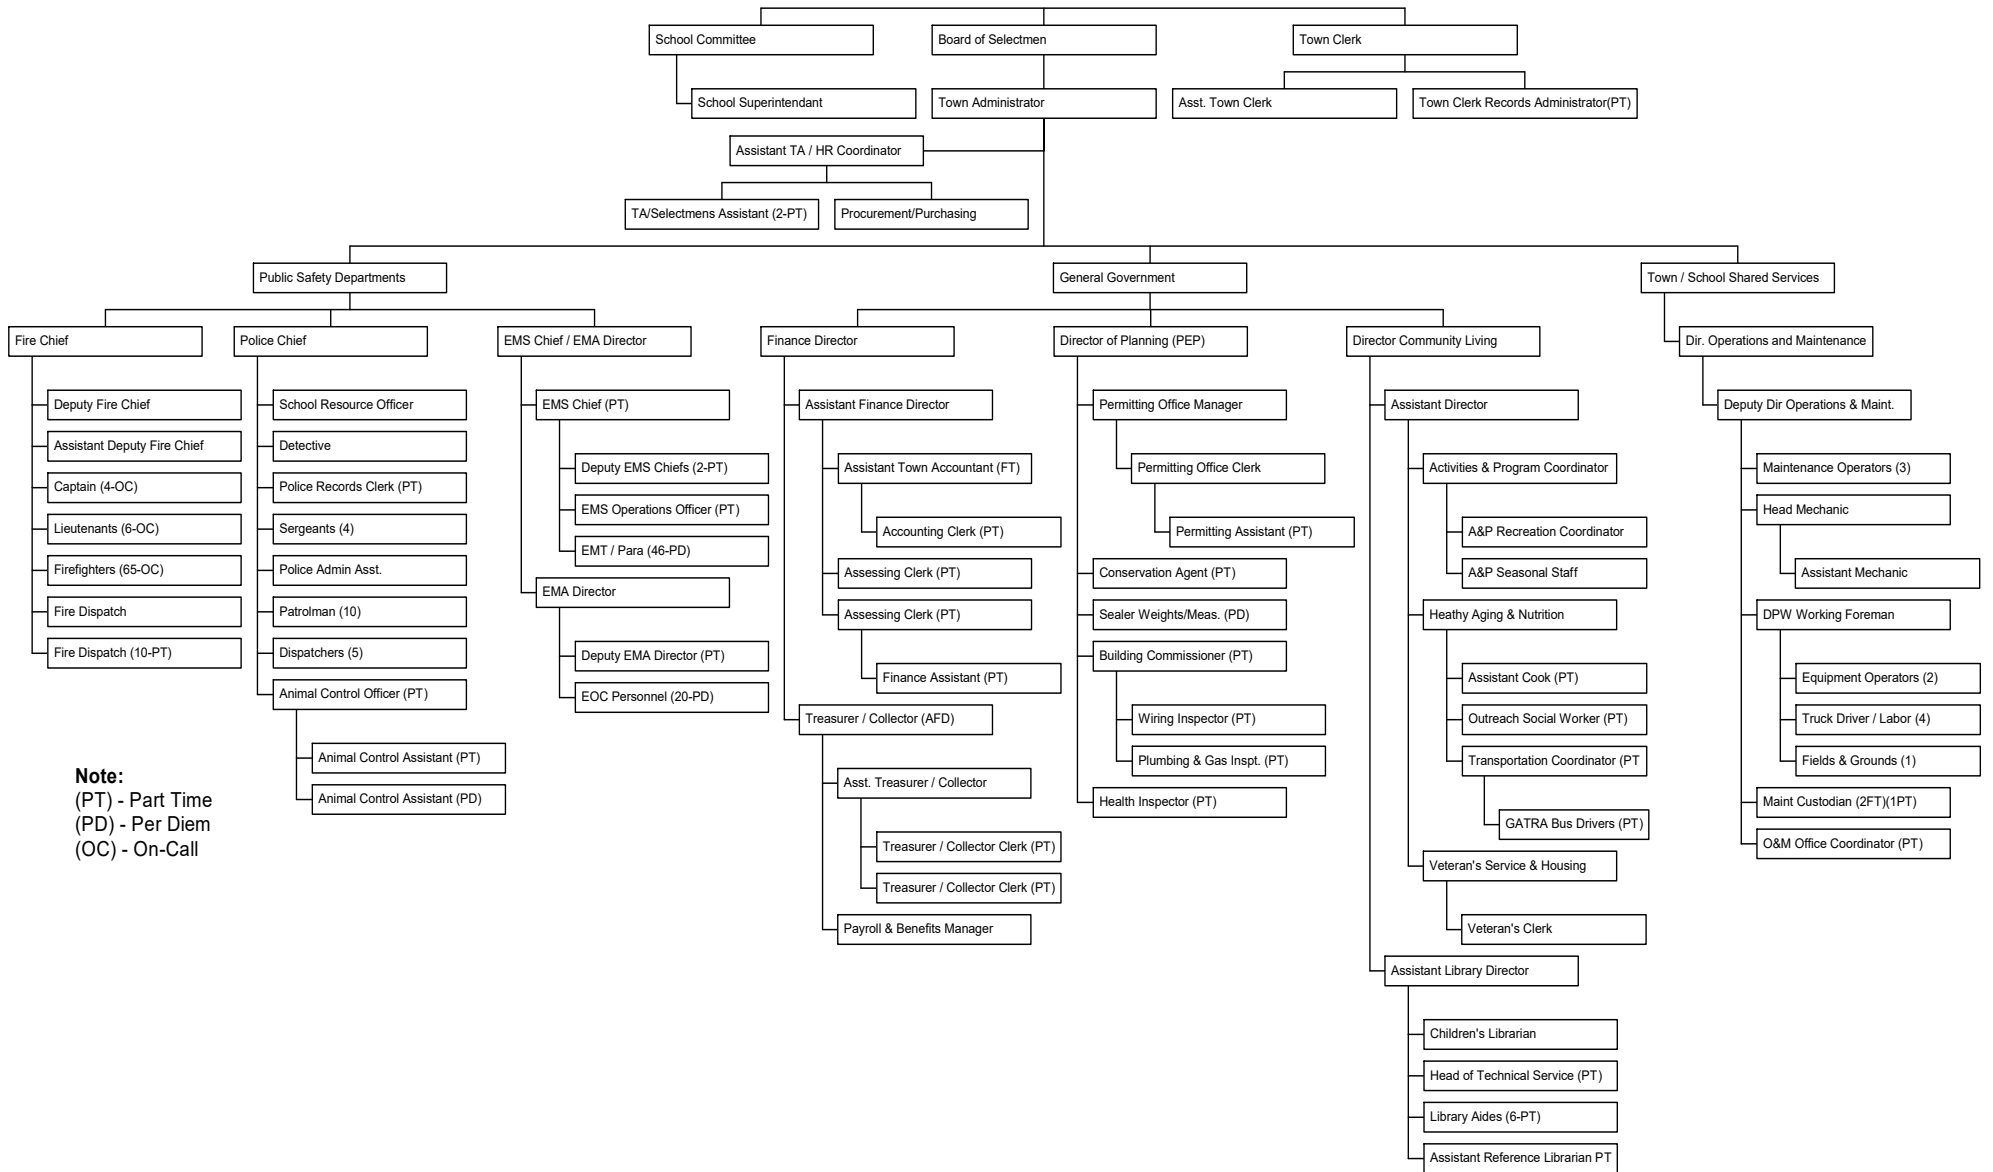 School Committee
Board of Selectmen
Town Clerk
School Superintendant
Town Administrator
Asst. Town Clerk
Town Clerk Records Administrator(PT)
Assistant TA / HR Coordinator
TA/Selectmens Assistant (2-PT)
Procurement/Purchasing
Public Safety Departments
General Government
Town / School Shared Services
Fire Chief
Deputy Fire Chief
Assistant Deputy Fire Chief
Captain (4-OC)
Lieutenants (6-OC)
Firefighters (65-OC)
Fire Dispatch
Fire Dispatch (10-PT)
Police Chief
School Resource Officer
Detective
Police Records Clerk (PT)
Sergeants (4)
Police Admin Asst.
Patrolman (10)
Dispatchers (5)
Animal Control Officer (PT)
Animal Control Assistant (PT)
Animal Control Assistant (PD)
EMS Chief / EMA Director
EMS Chief (PT)
Deputy EMS Chiefs (2-PT)
EMS Operations Officer (PT)
EMT / Para (46-PD)
EMA Director
Deputy EMA Director (PT)
EOC Personnel (20-PD)
Finance Director
Assistant Finance Director
Assistant Town Accountant (FT)
Accounting Clerk (PT)
Assessing Clerk (PT)
Assessing Clerk (PT)
Finance Assistant (PT)
Treasurer / Collector (AFD)
Asst. Treasurer / Collector
Treasurer / Collector Clerk (PT)
Treasurer / Collector Clerk (PT)
Payroll & Benefits Manager
Director of Planning (PEP)
Permitting Office Manager
Permitting Office Clerk
Permitting Assistant (PT)
Conservation Agent (PT)
Sealer Weights/Meas. (PD)
Building Commissioner (PT)
Wiring Inspector (PT)
Plumbing & Gas Inspt. (PT)
Health Inspector (PT)
Director Community Living
Assistant Director
Activities & Program Coordinator
A&P Recreation Coordinator
A&P Seasonal Staff
Heathy Aging & Nutrition
Assistant Cook (PT)
Outreach Social Worker (PT)
Transportation Coordinator (PT
GATRA Bus Drivers (PT)
Veteran's Service & Housing
Veteran's Clerk
Assistant Library Director
Children's Librarian
Head of Technical Service (PT)
Library Aides (6-PT)
Assistant Reference Librarian PT
Dir. Operations and Maintenance
Deputy Dir Operations & Maint.
Maintenance Operators (3)
Head Mechanic
Assistant Mechanic
DPW Working Foreman
Equipment Operators (2)
Truck Driver / Labor (4)
Fields & Grounds (1)
Maint Custodian (2FT)(1PT)
O&M Office Coordinator (PT)
Note:
(PT) - Part Time
(PD) - Per Diem
(OC) - On-Call